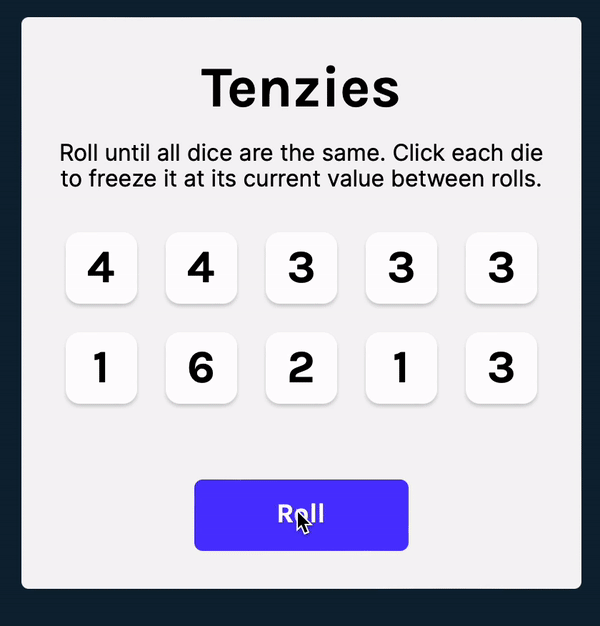 Tenzies
Roll until all dice are the same. Click each die
to freeze it at its current value between rolls.
4 4 3 3 3
1 6 2 1 3
Roll